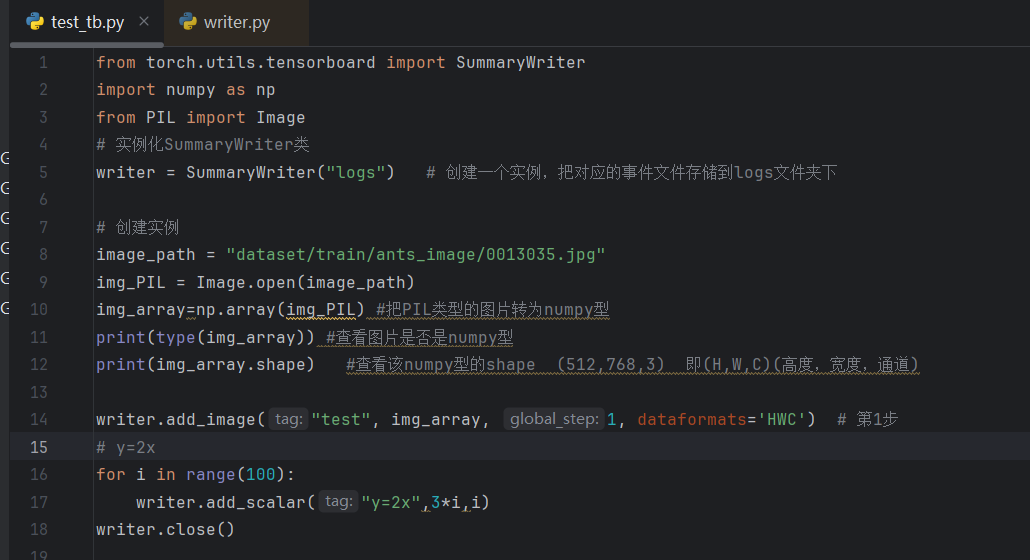 test_tb.py
writer.py
1 from torch.utils.tensorboard import SummaryWriter
2 import numpy as np
3 from PIL import Image
4 # 实例化SummaryWriter类
5 writer = SummaryWriter("logs")   # 创建一个实例，把对应的事件文件存储到logs文件夹下
6
7 # 创建实例
8 image_path = "dataset/train/ants_image/0013035.jpg"
9 img_PIL = Image.open(image_path)
10 img_array=np.array(img_PIL) #把PIL类型的图片转为numpy型
11 print(type(img_array)) #查看图片是否是numpy型
12 print(img_array.shape)   #查看该numpy型的shape  (512,768,3)  即(H,W,C)(高度，宽度，通道)
13
14 writer.add_image( tag: "test", img_array,  global_step: 1, dataformats='HWC')  # 第1步
15 # y=2x
16 for i in range(100):
17     writer.add_scalar( tag: "y=2x",3*i,i)
18 writer.close()
19